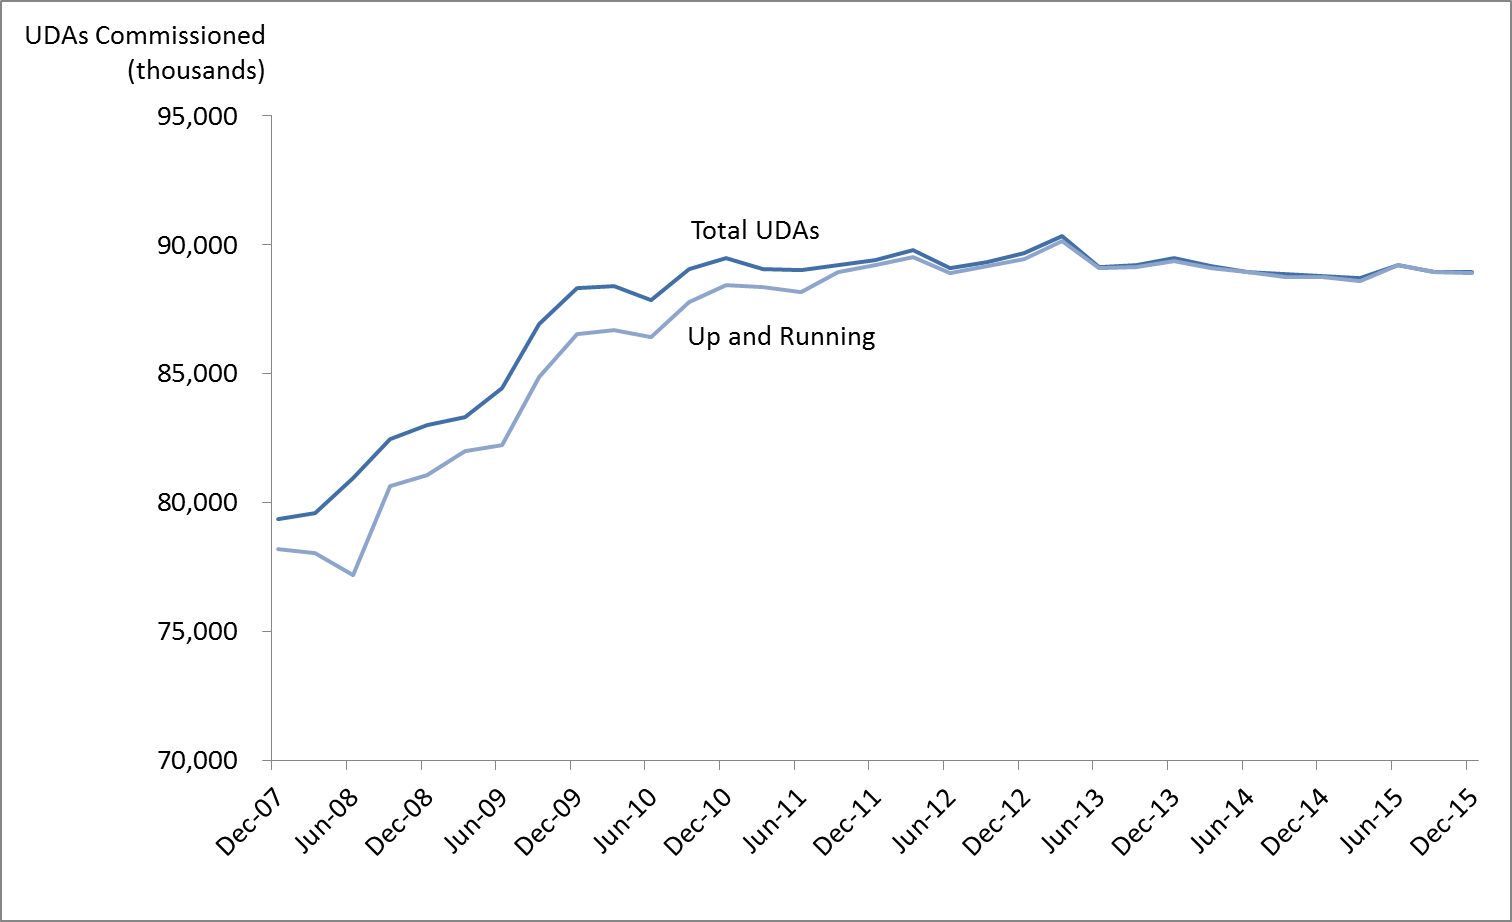 UDAs Commissioned
(thousands)
95,000
90,000
85,000
80,000
75,000
70,000
Total UDAs
Up and Running
Dec-07
Jun-08
Dec-08
Jun-09
Dec-09
Jun-10
Dec-10
Jun-11
Dec-11
Jun-12
Dec-12
Jun-13
Dec-13
Jun-14
Dec-14
Jun-15
Dec-15